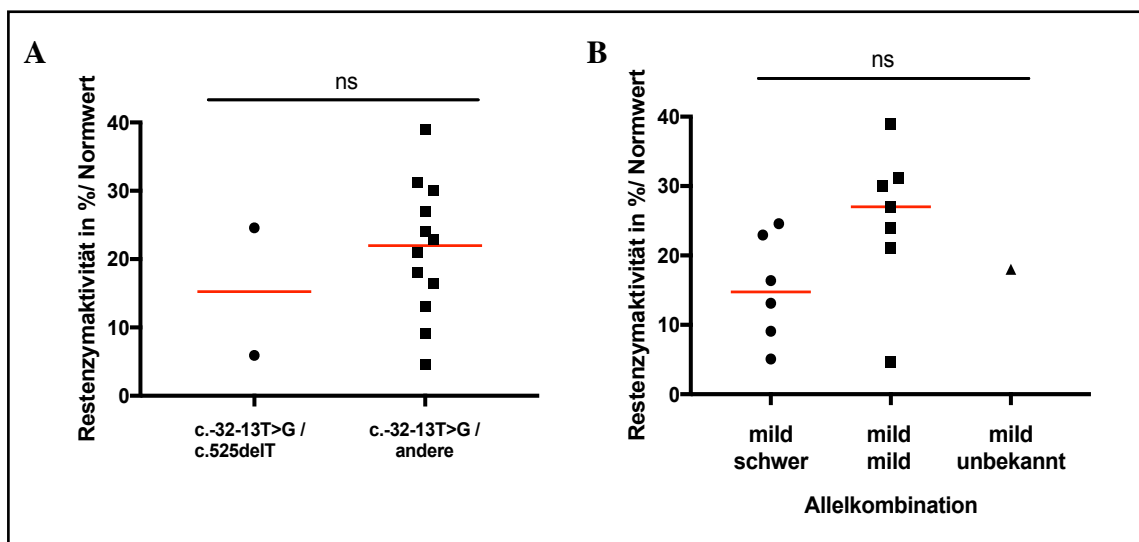 A
ns
Restenzymaktivität in %/ Normwert
40
30
20
10
0
c.-32-13T>G /
c.525delT
c.-32-13T>G /
andere
B
ns
Restenzymaktivität in %/ Normwert
40
30
20
10
0
mild
schwer
mild
mild
mild
unbekannt
Allelkombination